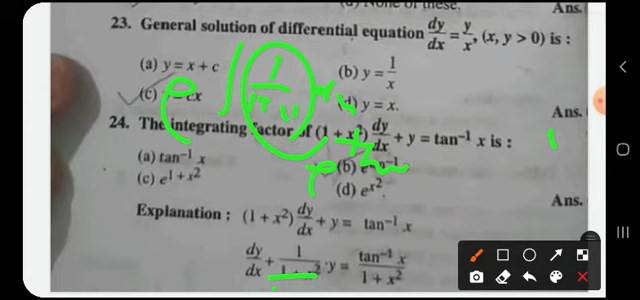 (d) None of these.
Ans.
23. General solution of differential equation dy/dx = y/x, (x, y > 0) is :
(a) y = x + c
(b) y = 1/x
(c) = cx
(d) y = x.
Ans.
24. The integrating factor of (1 + x²) dy/dx + y = tan⁻¹ x is :
(a) tan⁻¹ x
(b)
(c) e^(1 + x²)
(d) e^(x²)
Ans.
Explanation : (1 + x²) dy/dx + y = tan⁻¹ x
dy/dx + 1/(1 + x²) ·y = tan⁻¹ x/(1 + x²)